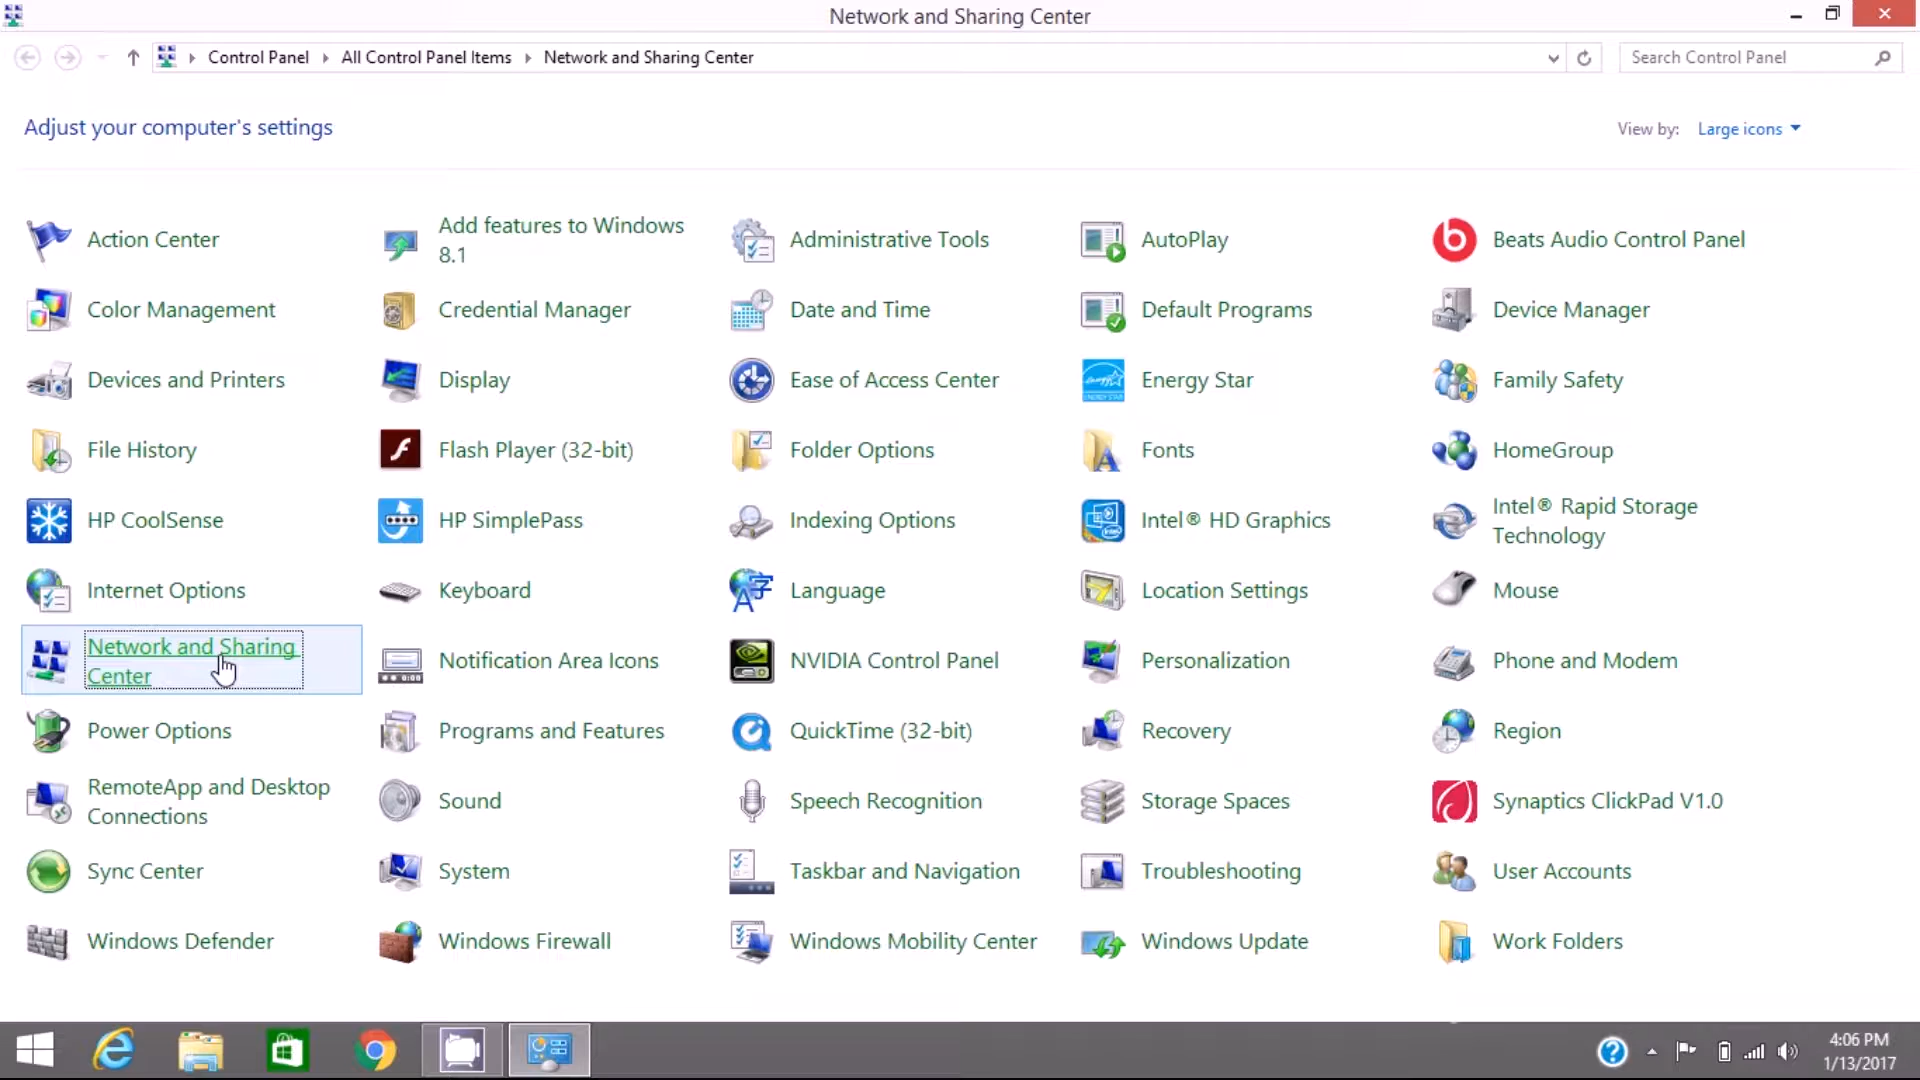 Network and Sharing Center
Control Panel
All Control Panel Items
Network and Sharing Center
Search Control Panel
Adjust your computer's settings
View by:
Large icons
Action Center
Add features to Windows
8.1
Administrative Tools
AutoPlay
Beats Audio Control Panel
Color Management
Credential Manager
Date and Time
Default Programs
Device Manager
Devices and Printers
Display
Ease of Access Center
Energy Star
Family Safety
File History
Flash Player (32-bit)
Folder Options
Fonts
HomeGroup
HP CoolSense
HP SimplePass
Indexing Options
Intel® HD Graphics
Intel® Rapid Storage
Technology
Internet Options
Keyboard
Language
Location Settings
Mouse
Network and Sharing
Center
Notification Area Icons
NVIDIA Control Panel
Personalization
Phone and Modem
Power Options
Programs and Features
QuickTime (32-bit)
Recovery
Region
RemoteApp and Desktop
Connections
Sound
Speech Recognition
Storage Spaces
Synaptics ClickPad V1.0
Sync Center
System
Taskbar and Navigation
Troubleshooting
User Accounts
Windows Defender
Windows Firewall
Windows Mobility Center
Windows Update
Work Folders
4:06 PM
1/13/2017